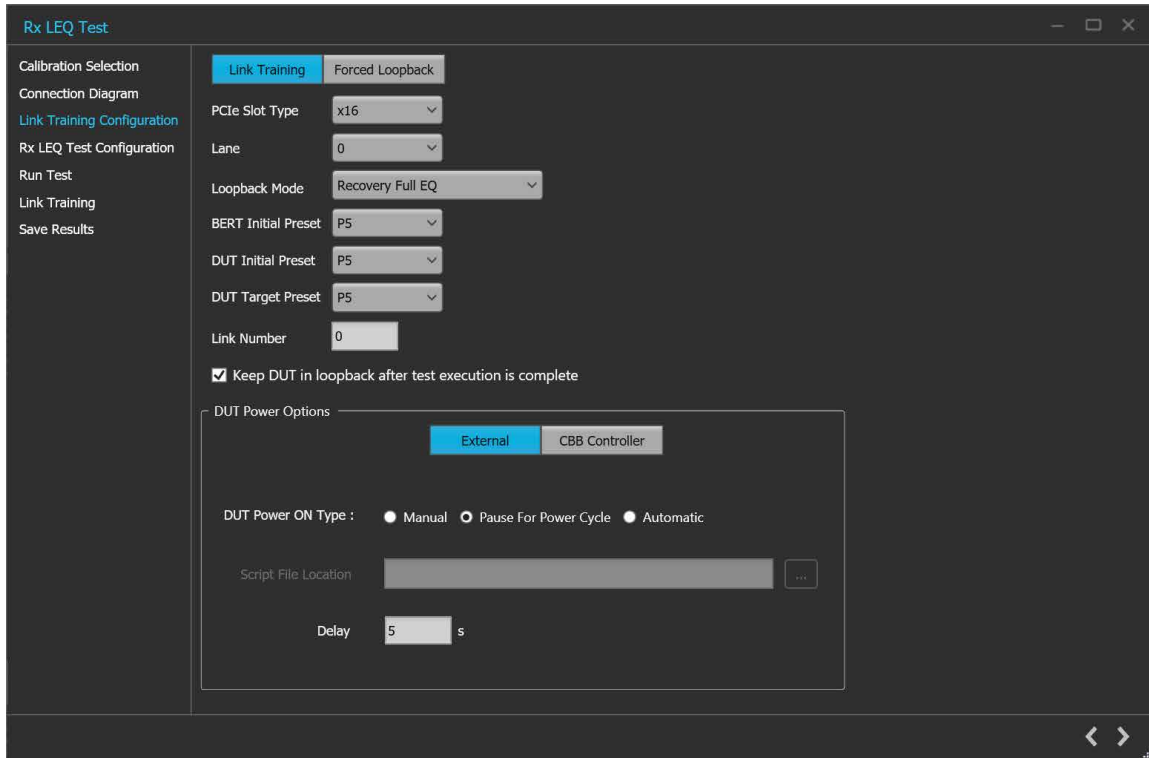 Rx LEQ Test
Calibration Selection
Connection Diagram
Link Training Configuration
Rx LEQ Test Configuration
Run Test
Link Training
Save Results
Link Training Forced Loopback
PCIe Slot Type x16
Lane 0
Loopback Mode Recovery Full EQ
BERT Initial Preset P5
DUT Initial Preset P5
DUT Target Preset P5
Link Number 0
Keep DUT in loopback after test execution is complete
DUT Power Options
External CBB Controller
DUT Power ON Type : Manual Pause For Power Cycle Automatic
Script File Location ...
Delay 5 s